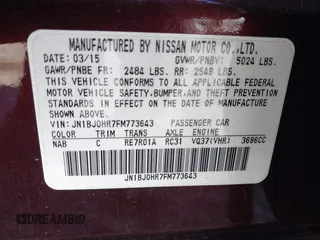 MANUFACTURED BY NISSAN MOTOR CO.,LTD.
DATE: 03/15 GVWR/PNBV: 5024 LBS.
GAWR/PNBE FR: 2484 LBS. RR: 2549 LBS.
THIS VEHICLE CONFORMS TO ALL APPLICABLE FEDERAL
MOTOR VEHICLE SAFETY,BUMPER,AND THEFT PREVENTION
STANDARDS IN EFFECT ON THE DATE OF MANUFACTURE
SHOWN ABOVE.
VIN:JN1BJ0HR7FM773643 PASSENGER CAR
COLOR TRIM TRANS AXLE ENGINE
NAB C RE7R01A RC31 VQ37(VHR) 3696CC
JN1BJ0HR7FM773643
DREAMBID